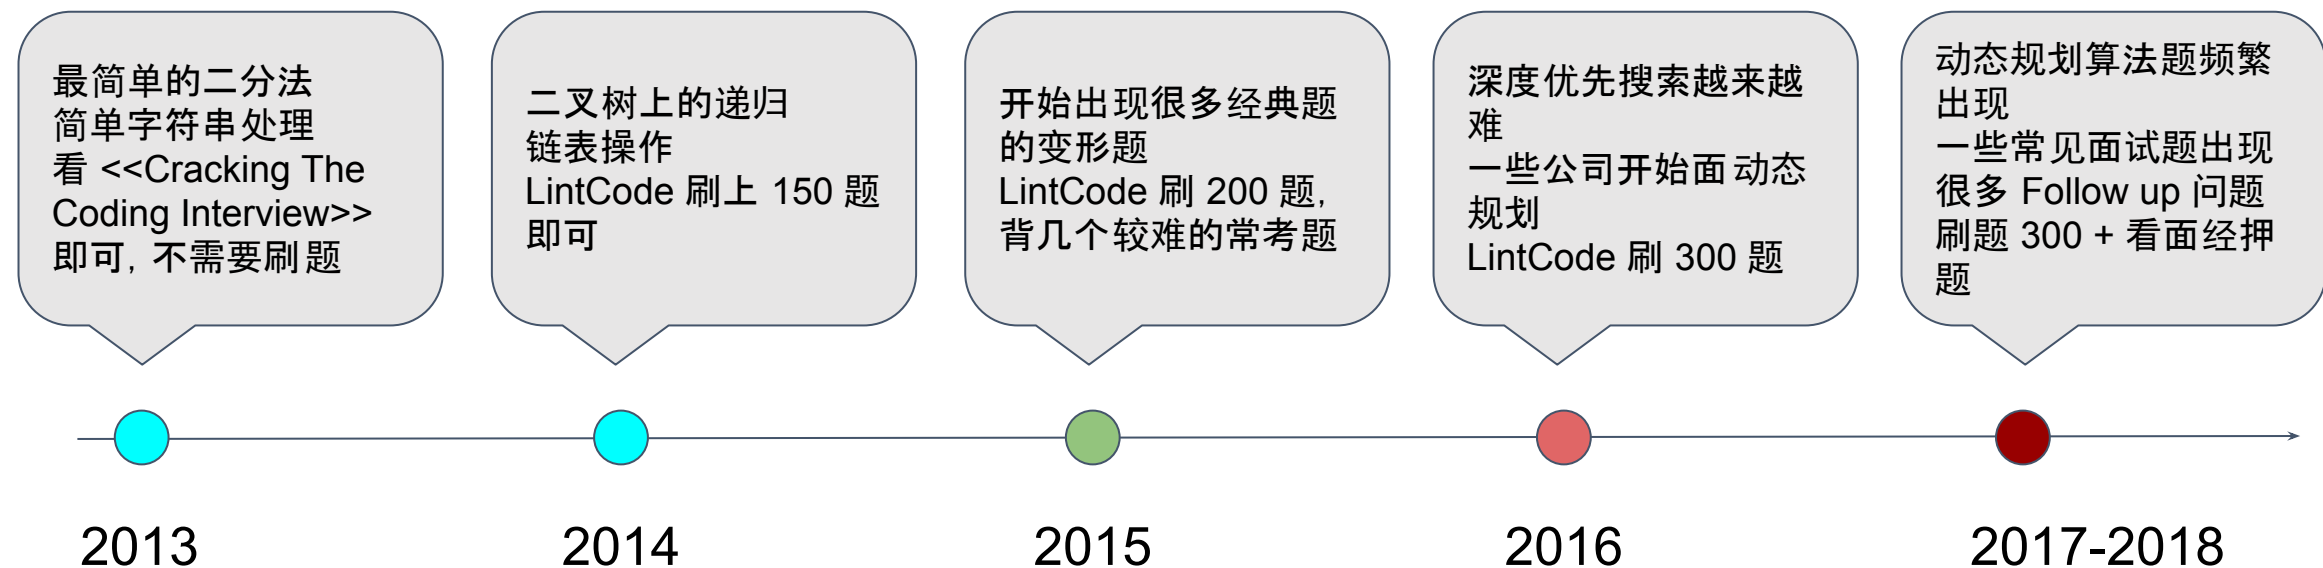 最简单的二分法
简单字符串处理
看 <<Cracking The
Coding Interview>>
即可, 不需要刷题
二叉树上的递归
链表操作
LintCode 刷上 150 题
即可
开始出现很多经典题
的变形题
LintCode 刷 200 题,
背几个较难的常考题
深度优先搜索越来越
难
一些公司开始面动态
规划
LintCode 刷 300 题
动态规划算法题频繁
出现
一些常见面试题出现
很多 Follow up 问题
刷题 300 + 看面经押
题
2013
2014
2015
2016
2017-2018